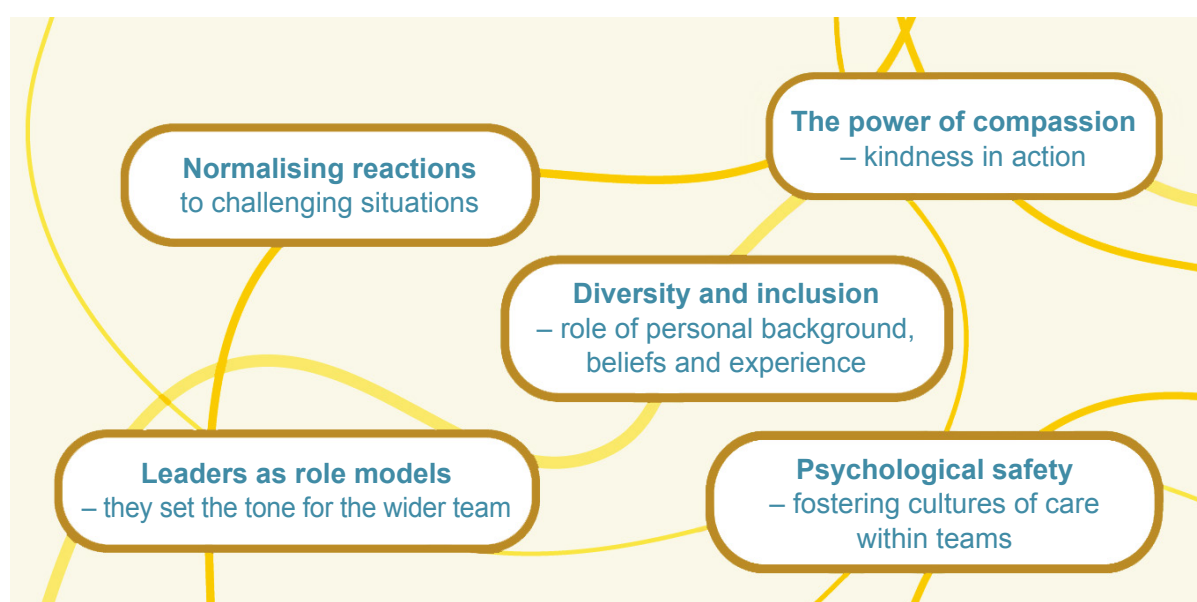 The power of compassion
– kindness in action
Normalising reactions
to challenging situations
Diversity and inclusion
– role of personal background,
beliefs and experience
Leaders as role models
– they set the tone for the wider team
Psychological safety
– fostering cultures of care
within teams